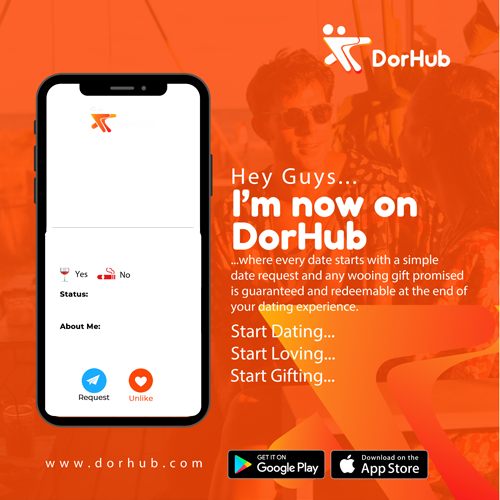 DorHub
Hey Guys...
I'm now on
DorHub
...where every date starts with a simple
date request and any wooing gift promised
is guaranteed and redeemable at the end of
your dating experience.
Start Dating...
Start Loving...
Start Gifting...
Yes No
Status:
About Me:
Request Unlike
www.dorhub.com
GET IT ON
Google Play
Download on the
App Store